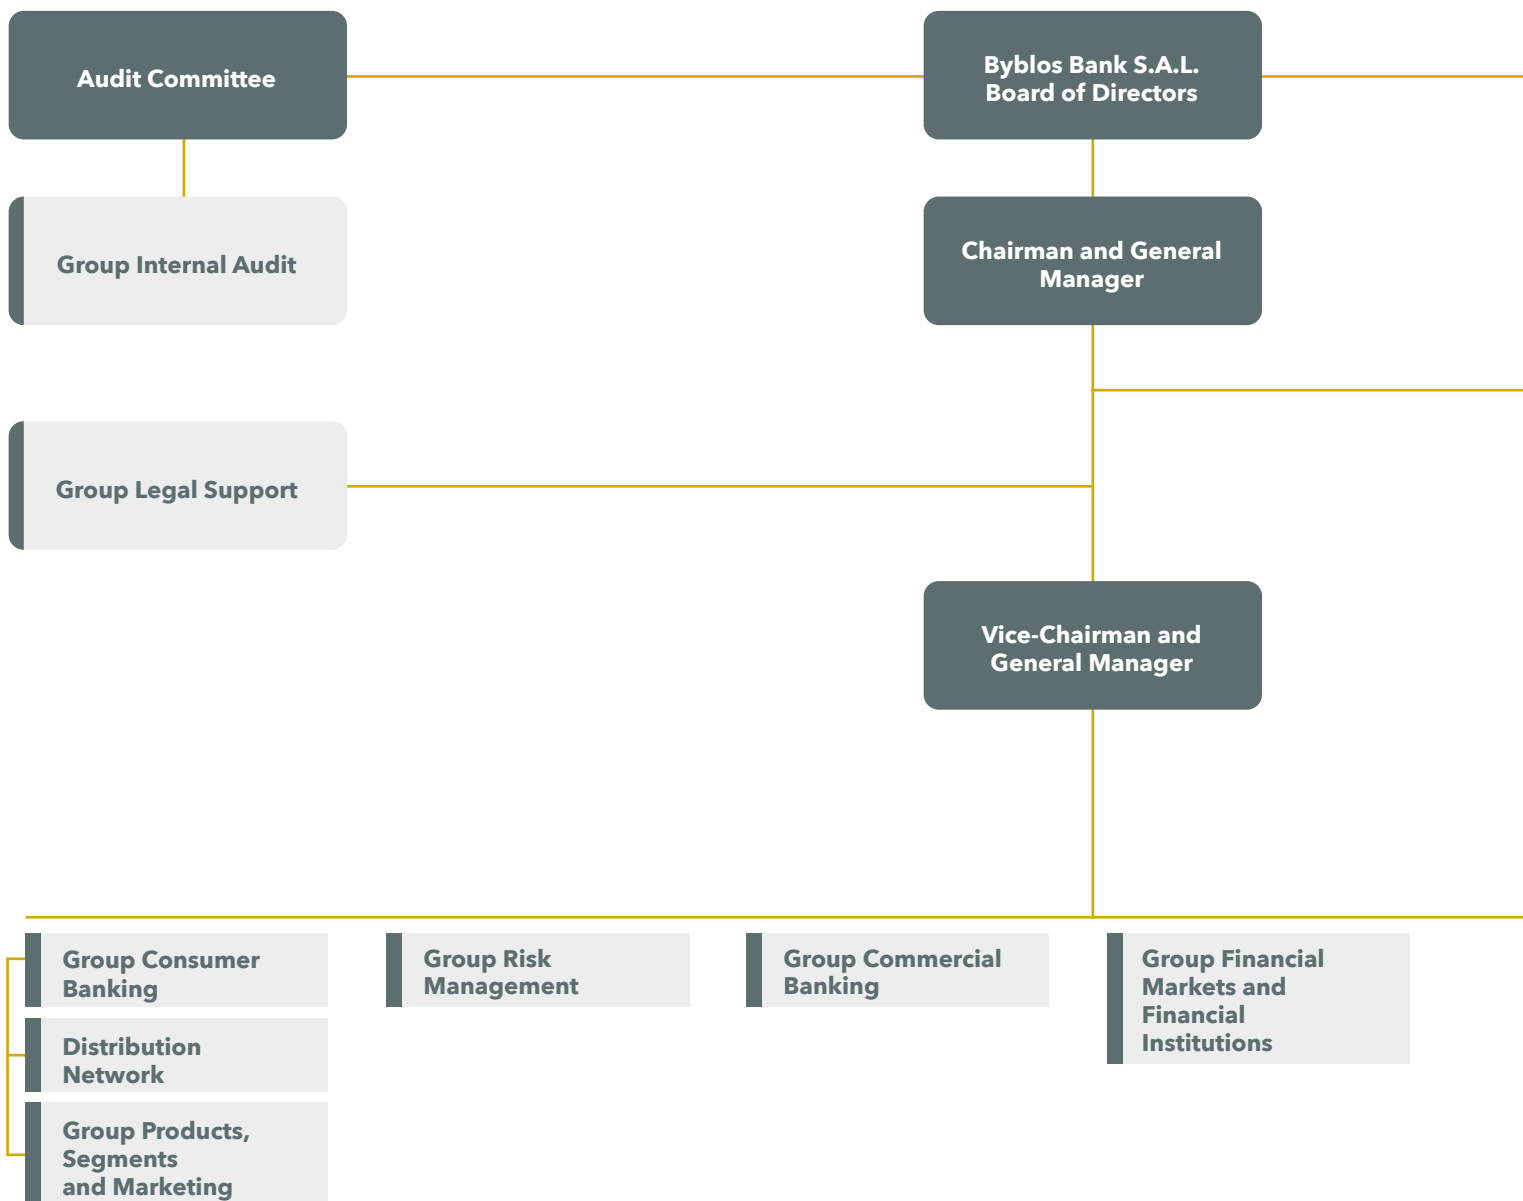 Audit Committee
Byblos Bank S.A.L.
Board of Directors
Group Internal Audit
Chairman and General
Manager
Group Legal Support
Vice-Chairman and
General Manager
Group Consumer
Banking
Group Risk
Management
Group Commercial
Banking
Group Financial
Markets and
Financial
Institutions
Distribution
Network
Group Products,
Segments
and Marketing